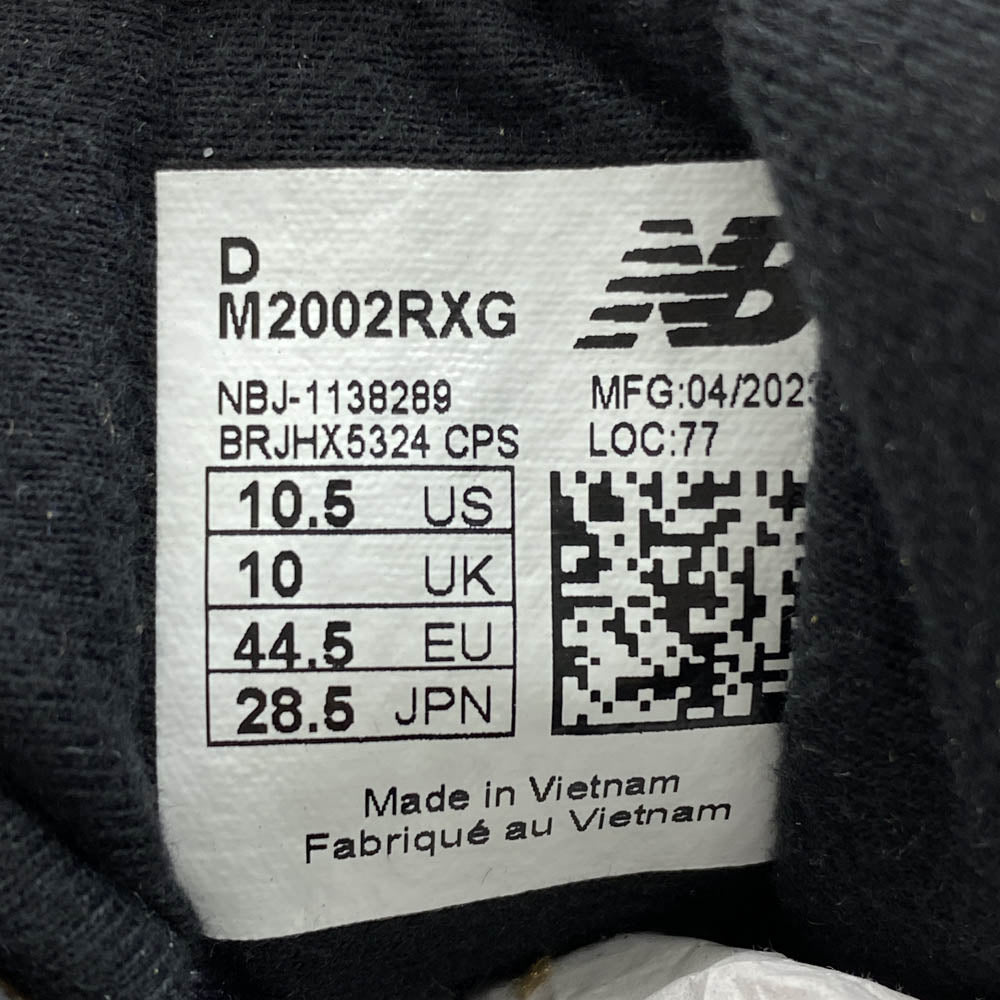 D
M2002RXG
NB
NBJ-1138289
MFG:04/2023
BRJHX5324 CPS
LOC:77
10.5 US
10 UK
44.5 EU
28.5 JPN
Made in Vietnam
Fabriqué au Vietnam